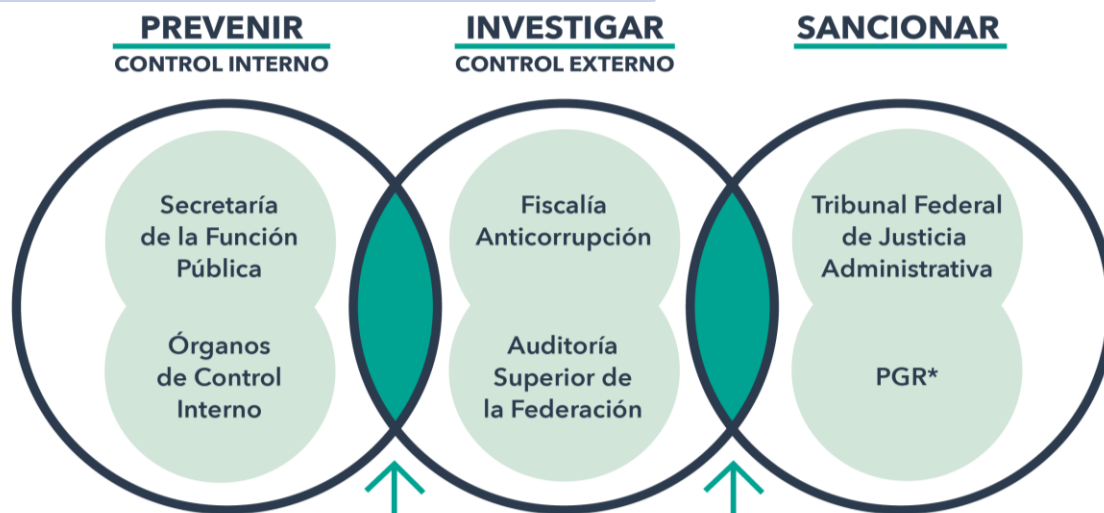 PREVENIR
CONTROL INTERNO
INVESTIGAR
CONTROL EXTERNO
SANCIONAR
Secretaría
de la Función
Pública
Órganos
de Control
Interno
Fiscalía
Anticorrupción
Auditoría
Superior de
la Federación
Tribunal Federal
de Justicia
Administrativa
PGR*